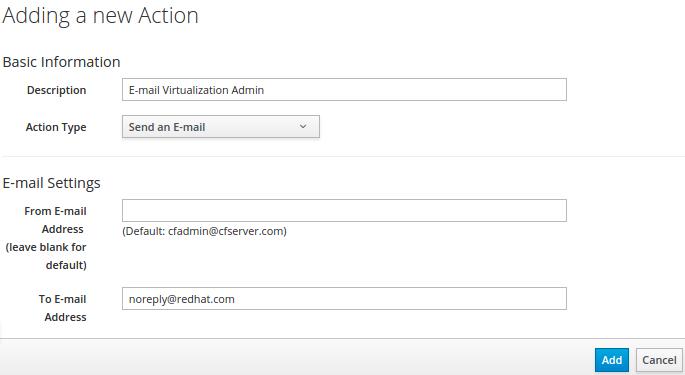 Adding a new Action
Basic Information
Description
E-mail Virtualization Admin
Action Type
Send an E-mail
E-mail Settings
From E-mail
Address
(leave blank for
default)
(Default: cfadmin@cfserver.com)
To E-mail
Address
noreply@redhat.com
Add
Cancel